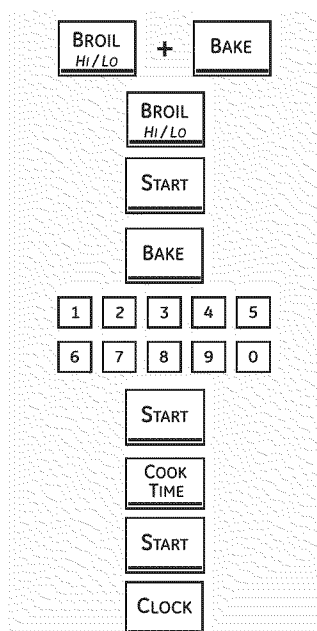 BROIL + BAKE
HI/LO
BROIL
HI/LO
START
BAKE
1 2 3 4 5
6 7 8 9 0
START
COOK
TIME
START
CLOCK